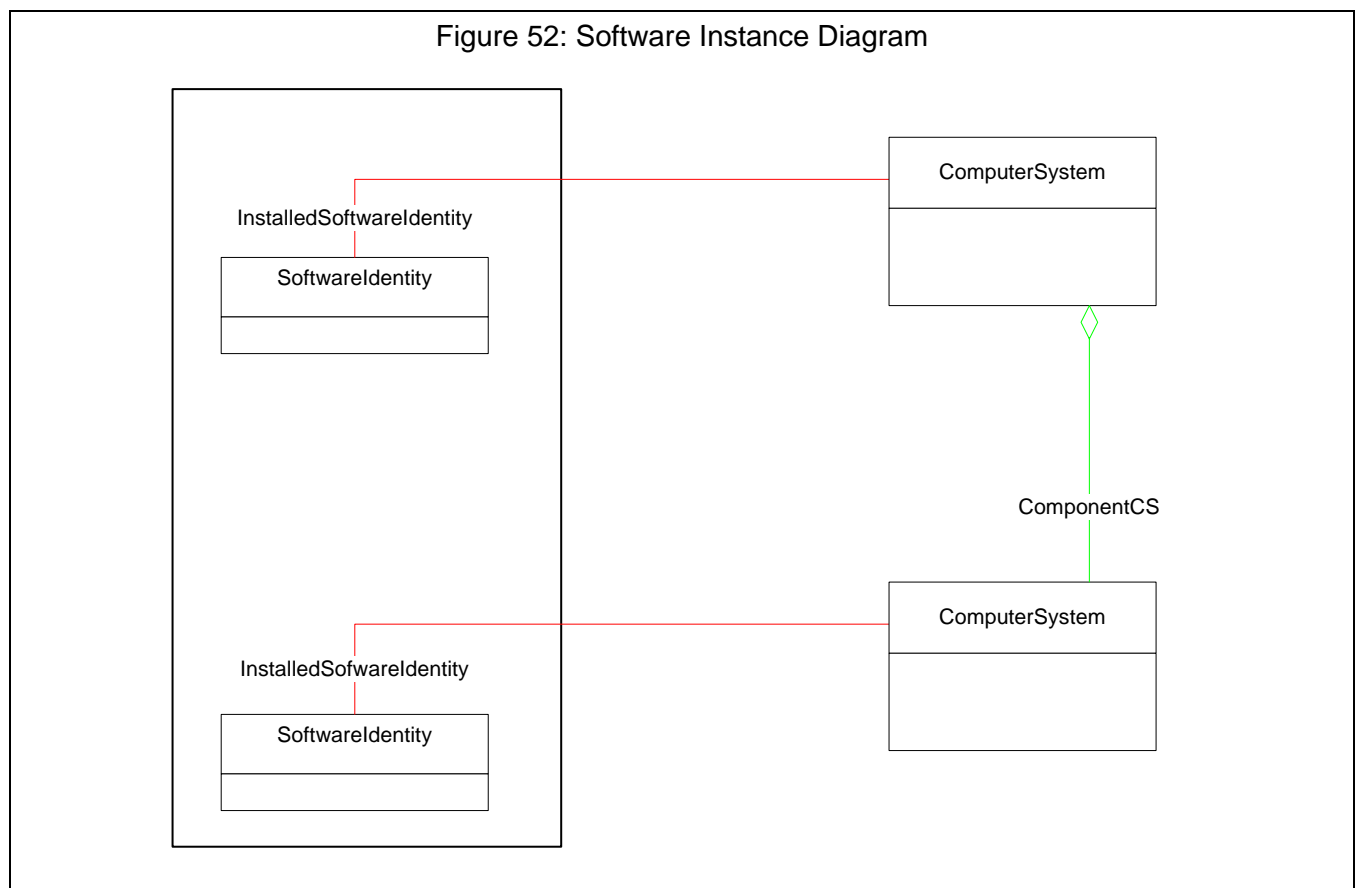 Figure 52: Software Instance Diagram
ComputerSystem
InstalledSoftwareIdentity
SoftwareIdentity
ComponentCS
ComputerSystem
InstalledSofwareIdentity
SoftwareIdentity